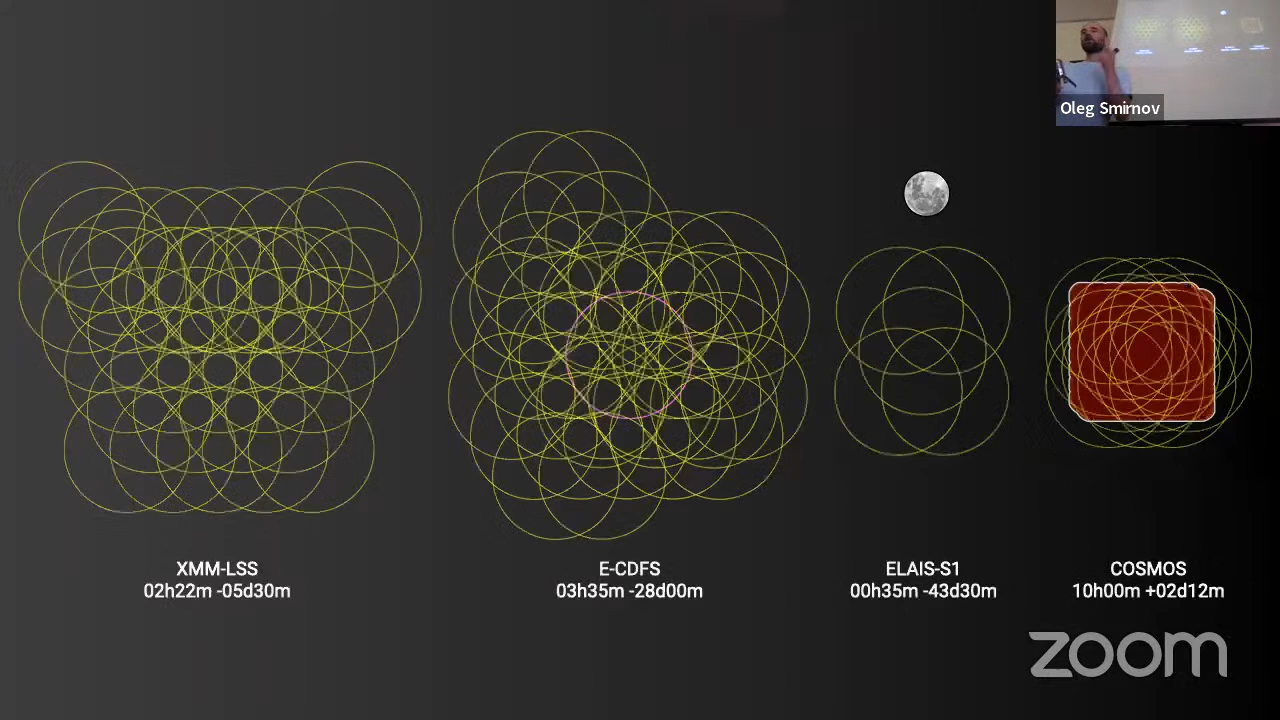 Oleg Smirnov
XMM-LSS
02h22m -05d30m
E-CDFS
03h35m -28d00m
ELAIS-S1
00h35m -43d30m
COSMOS
10h00m +02d12m
zoom